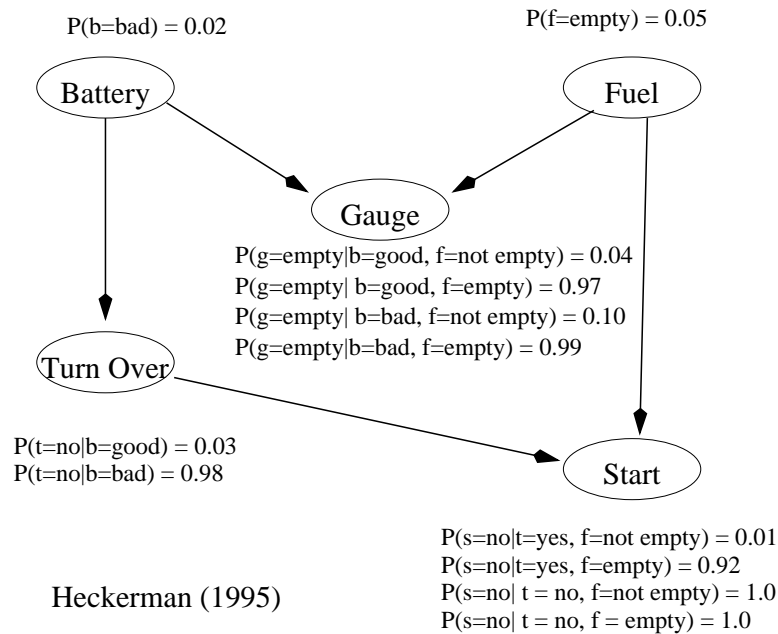 P(b=bad) = 0.02
P(f=empty) = 0.05
Battery
Fuel
Gauge
P(g=empty|b=good, f=not empty) = 0.04
P(g=empty| b=good, f=empty) = 0.97
P(g=empty| b=bad, f=not empty) = 0.10
P(g=empty|b=bad, f=empty) = 0.99
Turn Over
P(t=no|b=good) = 0.03
P(t=no|b=bad) = 0.98
Start
P(s=no|t=yes, f=not empty) = 0.01
P(s=no|t=yes, f=empty) = 0.92
P(s=no| t = no, f=not empty) = 1.0
P(s=no| t = no, f = empty) = 1.0
Heckerman (1995)